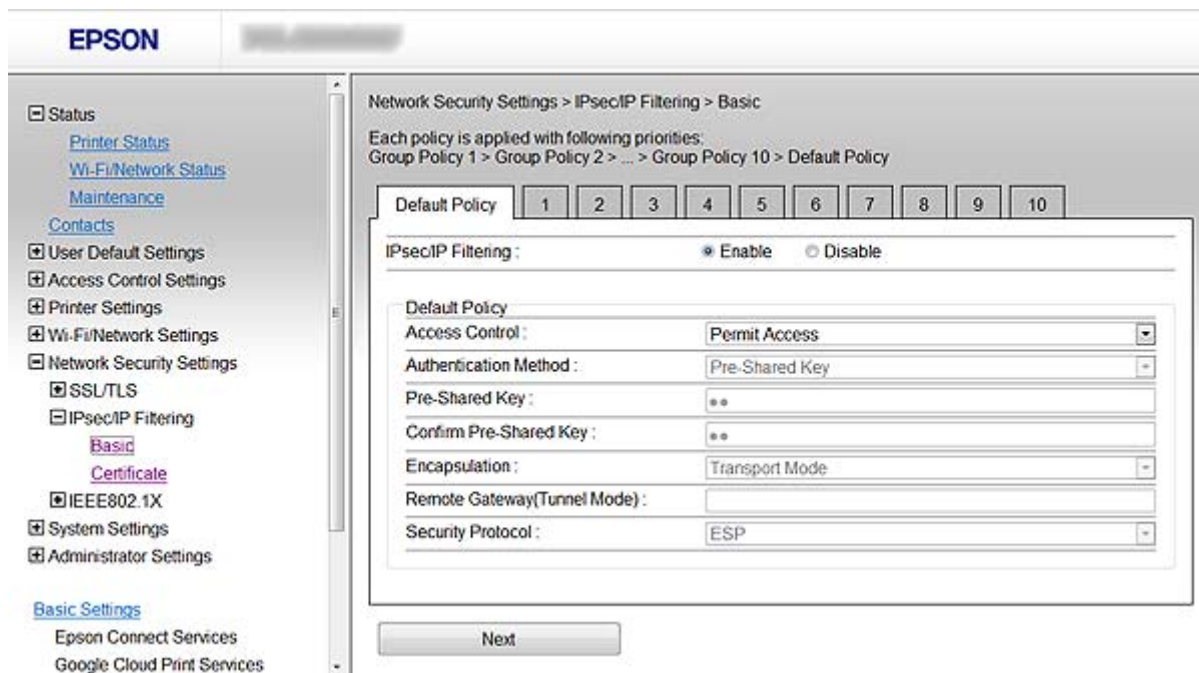 EPSON
Status
Printer Status
Wi-Fi/Network Status
Maintenance
Contacts
User Default Settings
Access Control Settings
Printer Settings
Wi-Fi/Network Settings
Network Security Settings
SSL/TLS
IPsec/IP Filtering
Basic
Certificate
IEEE802.1X
System Settings
Administrator Settings
Basic Settings
Epson Connect Services
Google Cloud Print Services
Network Security Settings > IPsec/IP Filtering > Basic
Each policy is applied with following priorities:
Group Policy 1 > Group Policy 2 > ... > Group Policy 10 > Default Policy
Default Policy 1 2 3 4 5 6 7 8 9 10
IPsec/IP Filtering : Enable Disable
Default Policy
Access Control : Permit Access
Authentication Method : Pre-Shared Key
Pre-Shared Key : ••
Confirm Pre-Shared Key : ••
Encapsulation : Transport Mode
Remote Gateway(Tunnel Mode) :
Security Protocol : ESP
Next